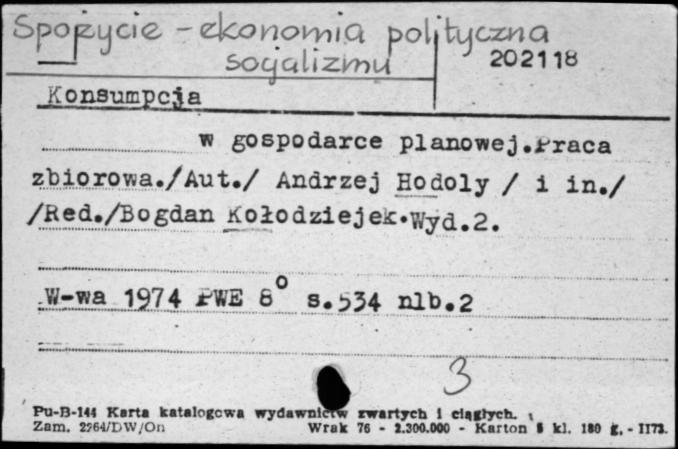 Spożycie - ekonomia polityczna
socjalizmu 202118
Konsumpcja
w gospodarce planowej.Praca
zbiorowa./Aut./ Andrzej Hodoly / i in./
/Red./Bogdan Kołodziejek.Wyd.2.
W-wa 1974 PWE 8° s.534 nlb.2
3
Pu-B-144 Karta katalogowa wydawnictw zwartych i ciągłych.
Zam. 2264/DW/On Wrak 76 - 2.300.000 - Karton kl. 180 g. - 1173.